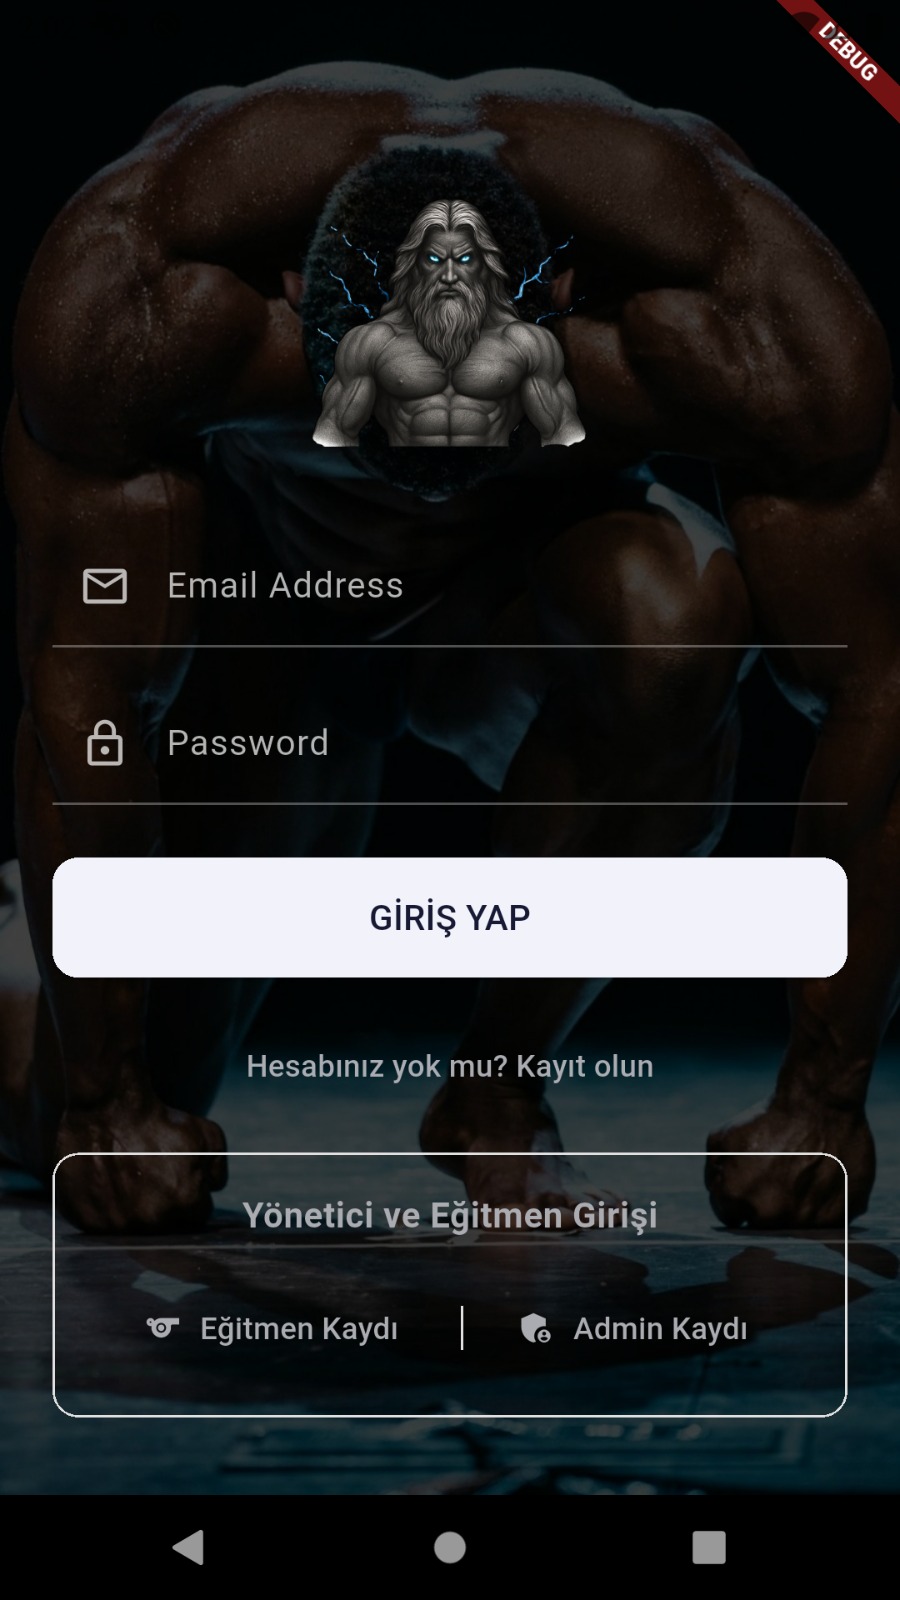 DEBUG
Email Address
Password
GİRİŞ YAP
Hesabınız yok mu? Kayıt olun
Yönetici ve Eğitmen Girişi
Eğitmen Kaydı | Admin Kaydı